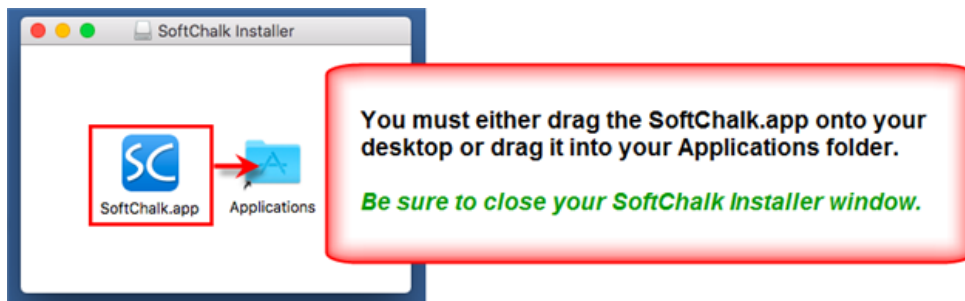 SoftChalk Installer
You must either drag the SoftChalk.app onto your
desktop or drag it into your Applications folder.
Be sure to close your SoftChalk Installer window.
SC
SoftChalk.app
Applications